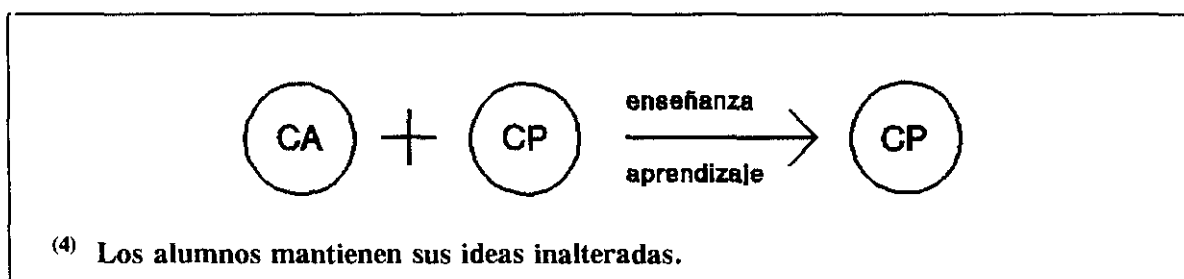 enseñanza
CA + CP CP
aprendizaje
(4) Los alumnos mantienen sus ideas inalteradas.